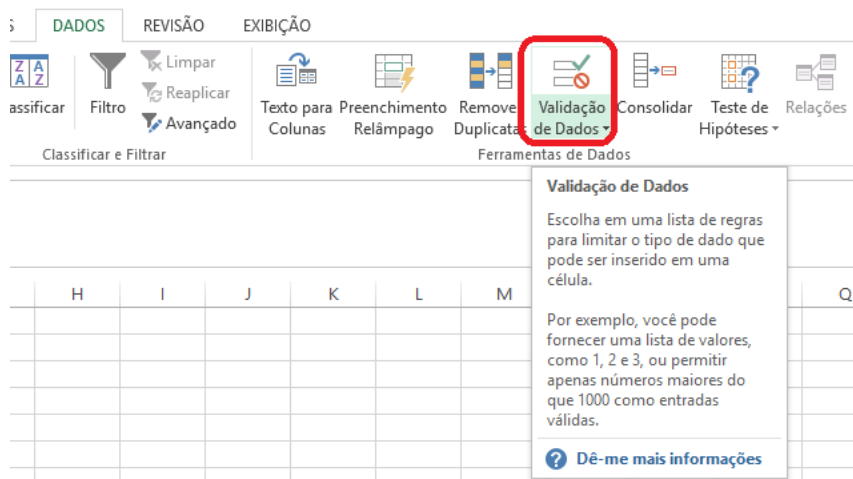 S DADOS REVISÃO EXIBIÇÃO
Z A
A Z
assificar
Filtro
Limpar
Reaplicar
Avançado
Texto para
Colunas
Preenchimento
Relâmpago
Remove
Duplicatas
Validação
de Dados
Consolidar
Teste de
Hipóteses
Relações
Classificar e Filtrar
Ferramentas de Dados
Validação de Dados
Escolha em uma lista de regras
para limitar o tipo de dado que
pode ser inserido em uma
célula.
Por exemplo, você pode
fornecer uma lista de valores,
como 1, 2 e 3, ou permitir
apenas números maiores do
que 1000 como entradas
válidas.
? Dê-me mais informações
H I J K L M Q